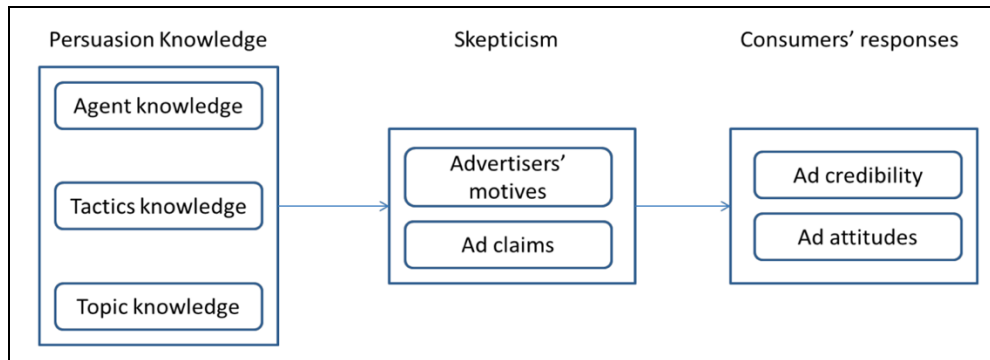 Persuasion Knowledge
Agent knowledge
Tactics knowledge
Topic knowledge
Skepticism
Advertisers’
motives
Ad claims
Consumers’ responses
Ad credibility
Ad attitudes